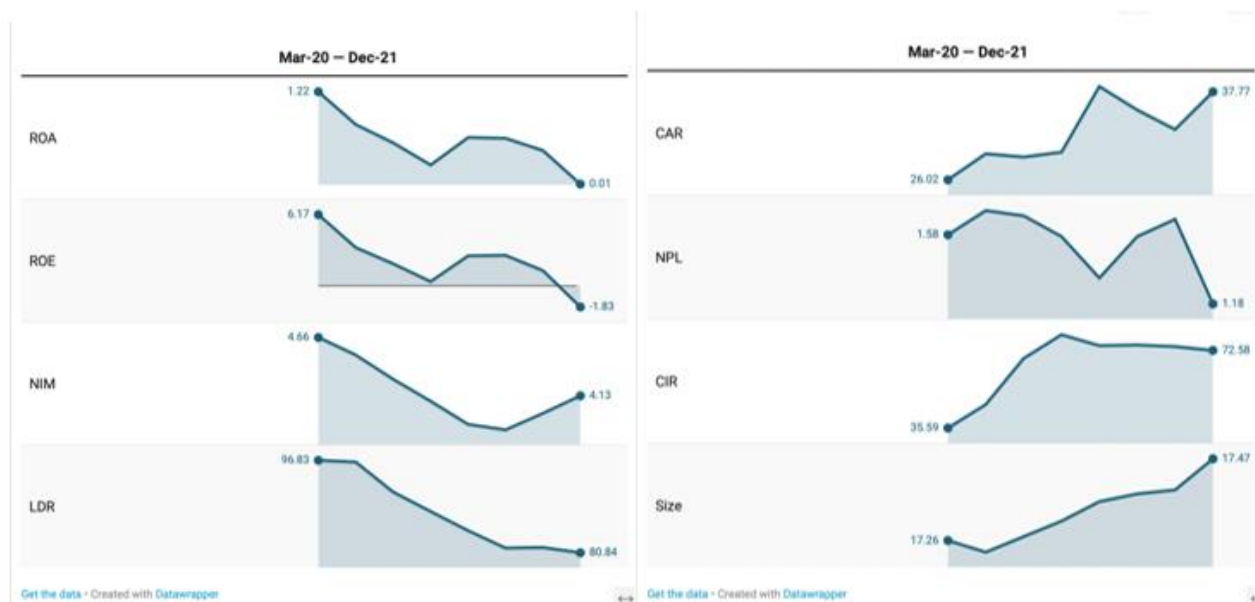 Mar-20 — Dec-21
1.22
ROA
0.01
6.17
ROE
-1.83
4.66
NIM
4.13
96.83
LDR
80.84
Get the data • Created with Datawrapper
Mar-20 — Dec-21
37.77
CAR
26.02
1.58
NPL
1.18
CIR
72.58
35.59
17.47
Size
17.26
Get the data • Created with Datawrapper